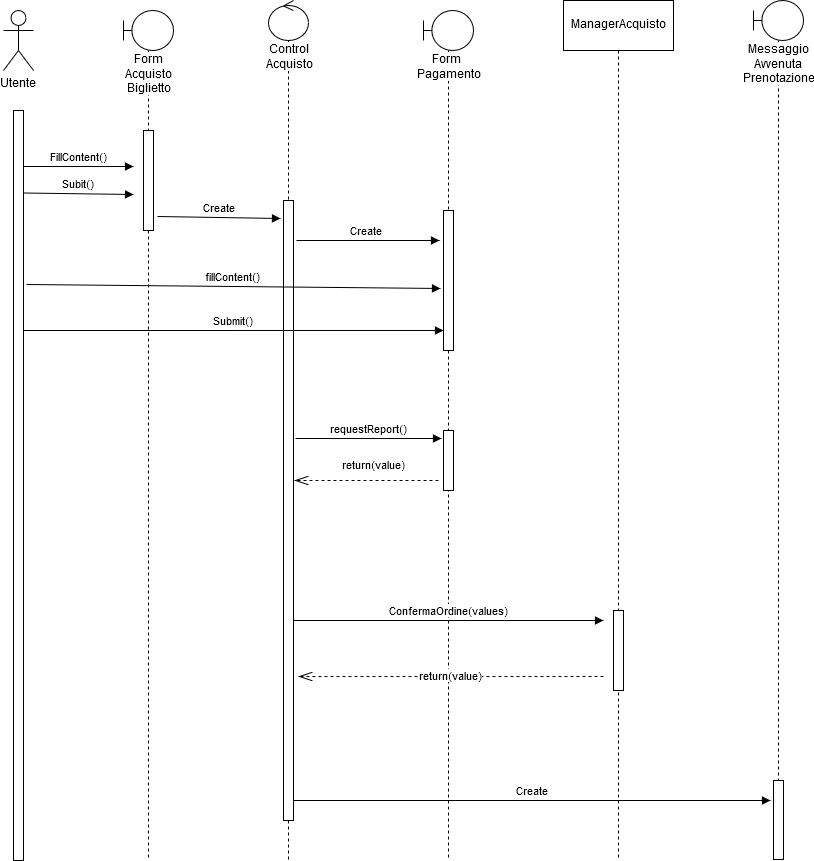 Utente
Form
Acquisto
Biglietto
Control
Acquisto
Form
Pagamento
ManagerAcquisto
Messaggio
Avvenuta
Prenotazione
FillContent()
Subit()
Create
Create
fillContent()
Submit()
requestReport()
return(value)
ConfermaOrdine(values)
return(value)
Create